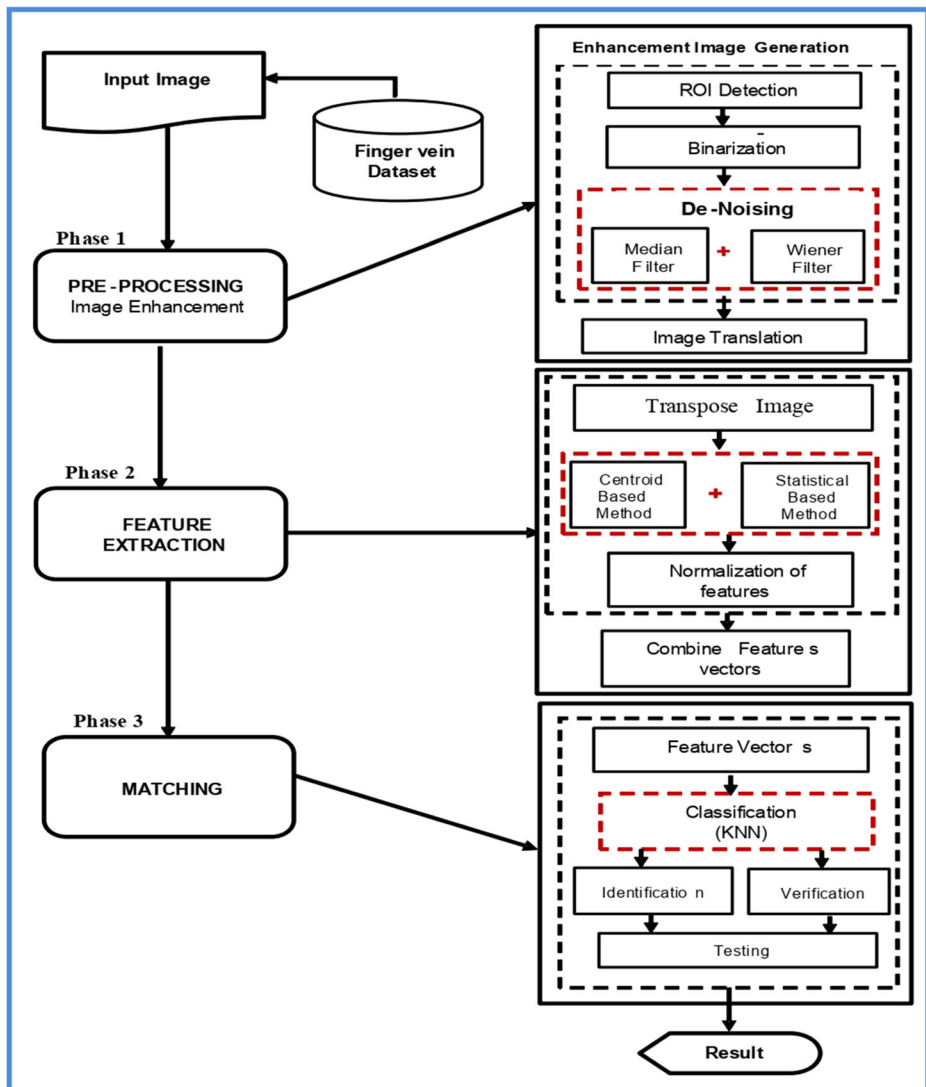 Input Image
Finger vein
Dataset
Phase 1
PRE-PROCESSING
Image Enhancement
Phase 2
FEATURE
EXTRACTION
Phase 3
MATCHING
Enhancement Image Generation
ROI Detection
Binarization
De-Noising
Median
Filter
+
Wiener
Filter
Image Translation
Transpose Image
Centroid
Based
Method
+
Statistical
Based
Method
Normalization of
features
Combine Feature s
vectors
Feature Vector s
Classification
(KNN)
Identificatio n
Verification
Testing
Result